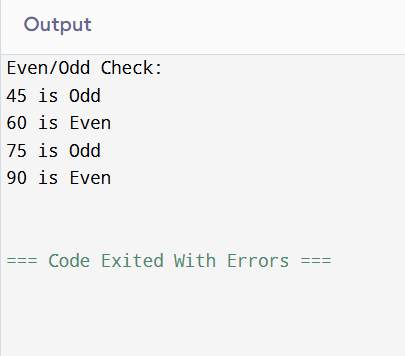 Output
Even/Odd Check:
45 is Odd
60 is Even
75 is Odd
90 is Even
=== Code Exited With Errors ===